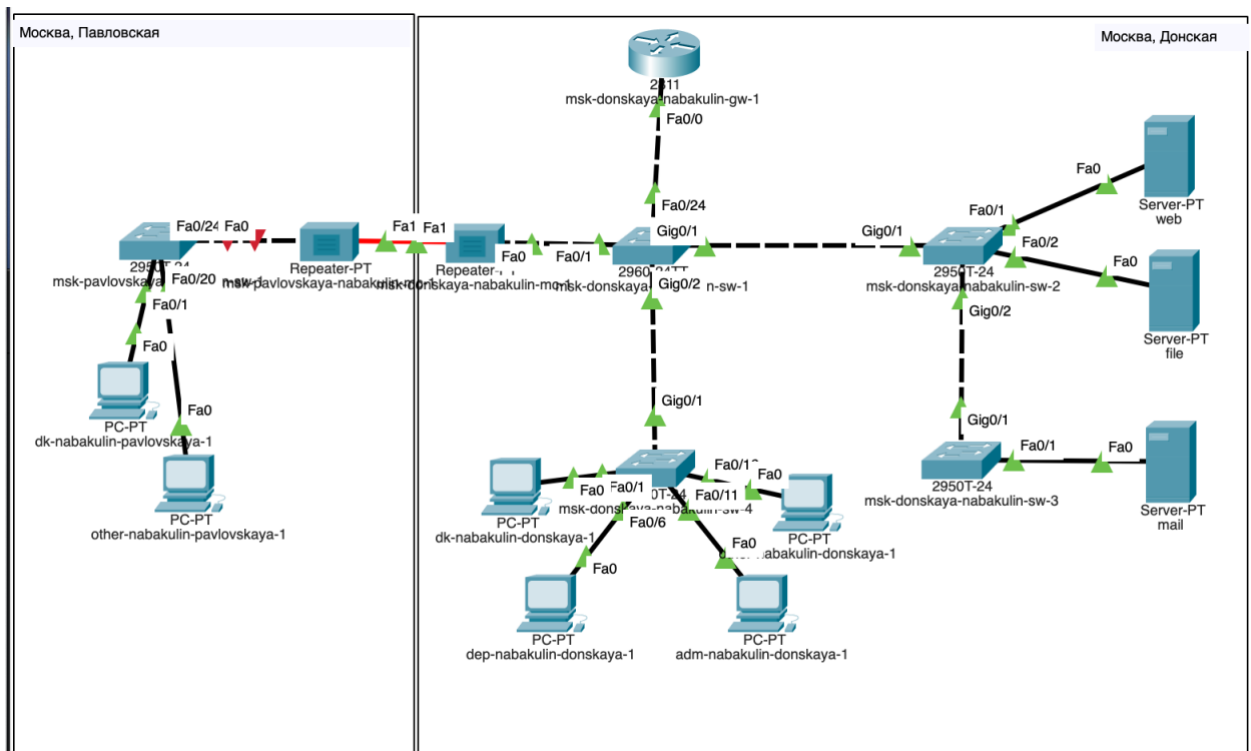 Москва, Павловская
Москва, Донская
msk-donskaya-nabakulin-gw-1
Fa0/0
Fa0/24
Gig0/1
Fa0/24
Fa0
Fa1
Fa1
Fa0
Fa0/1
Gig0/1
Fa0/1
Fa0/2
Fa0
Server-PT
web
Fa0
Server-PT
file
Repeater-PT
2950T-24
msk-donskaya-nabakulin-sw-2
Gig0/2
Fa0/20
Fa0/1
Fa0
PC-PT
dk-nabakulin-pavlovskaya-1
Fa0
PC-PT
other-nabakulin-pavlovskaya-1
Gig0/2
Gig0/1
Gig0/1
Fa0/1
Fa0
2950T-24
msk-donskaya-nabakulin-sw-3
Server-PT
mail
Fa0
Fa0/1
Fa0/11
Fa0
Fa0/6
PC-PT
dk-nabakulin-donskaya-1
PC-PT
Fa0
Fa0
PC-PT
dep-nabakulin-donskaya-1
PC-PT
adm-nabakulin-donskaya-1